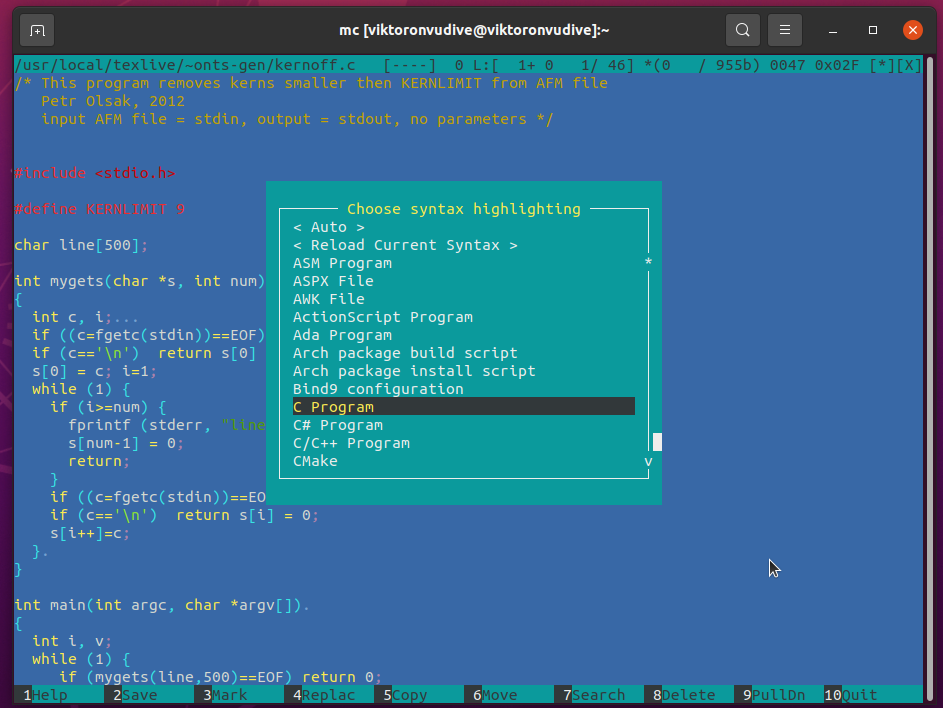 mc [viktoronvudive@viktoronvudive]:~
/usr/local/texlive/~onts-gen/kernoff.c   [----]  0 L:[  1+ 0   1/ 46] *(0   / 955b) 0047 0x02F [*][X]
/* This program removes kerns smaller then KERNLIMIT from AFM file
   Petr Olsak, 2012
   input AFM file = stdin, output = stdout, no parameters */
#include <stdio.h>
#define KERNLIMIT 9
char line[500];
int mygets(char *s, int num)
{
  int c, i;...
  if ((c=fgetc(stdin))==EOF)
  if (c=='\n')  return s[0]
  s[0] = c; i=1;
  while (1) {
    if (i>=num) {
      fprintf (stderr, "line
      s[num-1] = 0;
      return;
    }
    if ((c=fgetc(stdin))==EO
    if (c=='\n')  return s[i] = 0;
    s[i++]=c;
  }.
}
int main(int argc, char *argv[]).
{
  int i, v;
  while (1) {
     if (mygets(line,500)==EOF) return 0;
Choose syntax highlighting
< Auto >
< Reload Current Syntax >
ASM Program
ASPX File
AWK File
ActionScript Program
Ada Program
Arch package build script
Arch package install script
Bind9 configuration
C Program
C# Program
C/C++ Program
CMake
1Help 2Save 3Mark 4Replac 5Copy 6Move 7Search 8Delete 9PullDn 10Quit